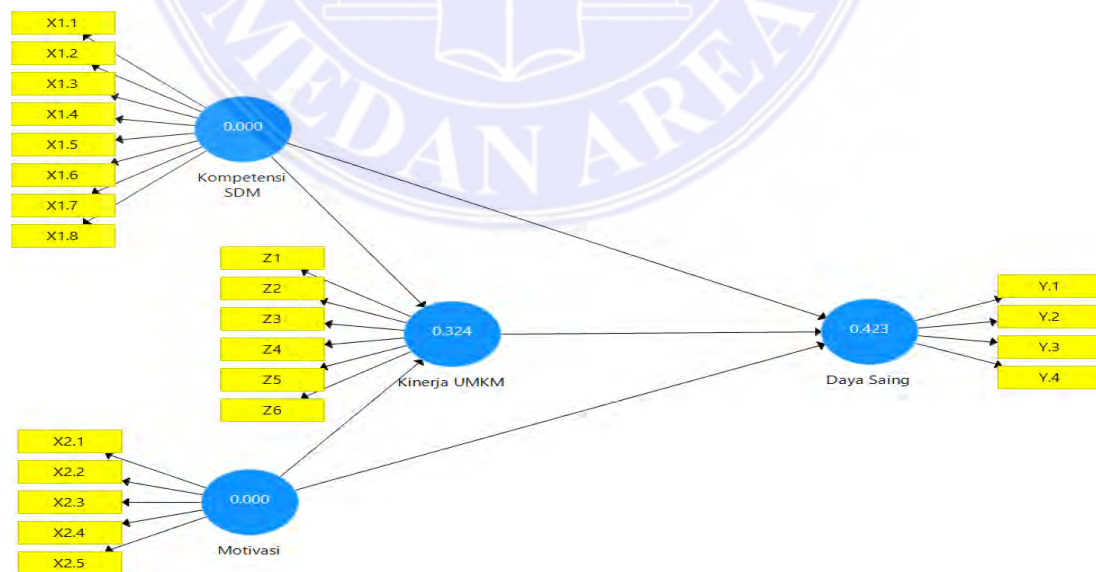 MEDAN AREA
X1.1
X1.2
X1.3
X1.4
X1.5
X1.6
X1.7
X1.8
0.000
Kompetensi
SDM
Z1
Z2
Z3
Z4
Z5
Z6
0.324
Kinerja UMKM
0.423
Daya Saing
Y.1
Y.2
Y.3
Y.4
X2.1
X2.2
X2.3
X2.4
X2.5
0.000
Motivasi